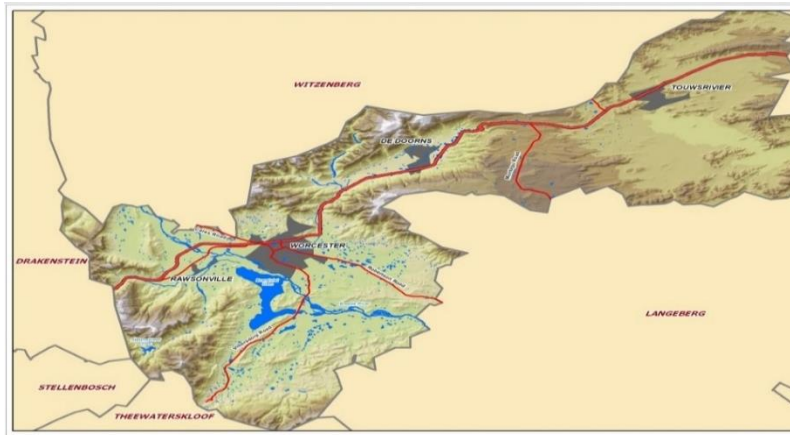 WITZENBERG
TOUWSRIVIER
DE DOORNS
WORCESTER
DRAKENSTEIN
RAWSONVILLE
LANGEBERG
STELLENBOSCH
THEEWATERSKLOOF